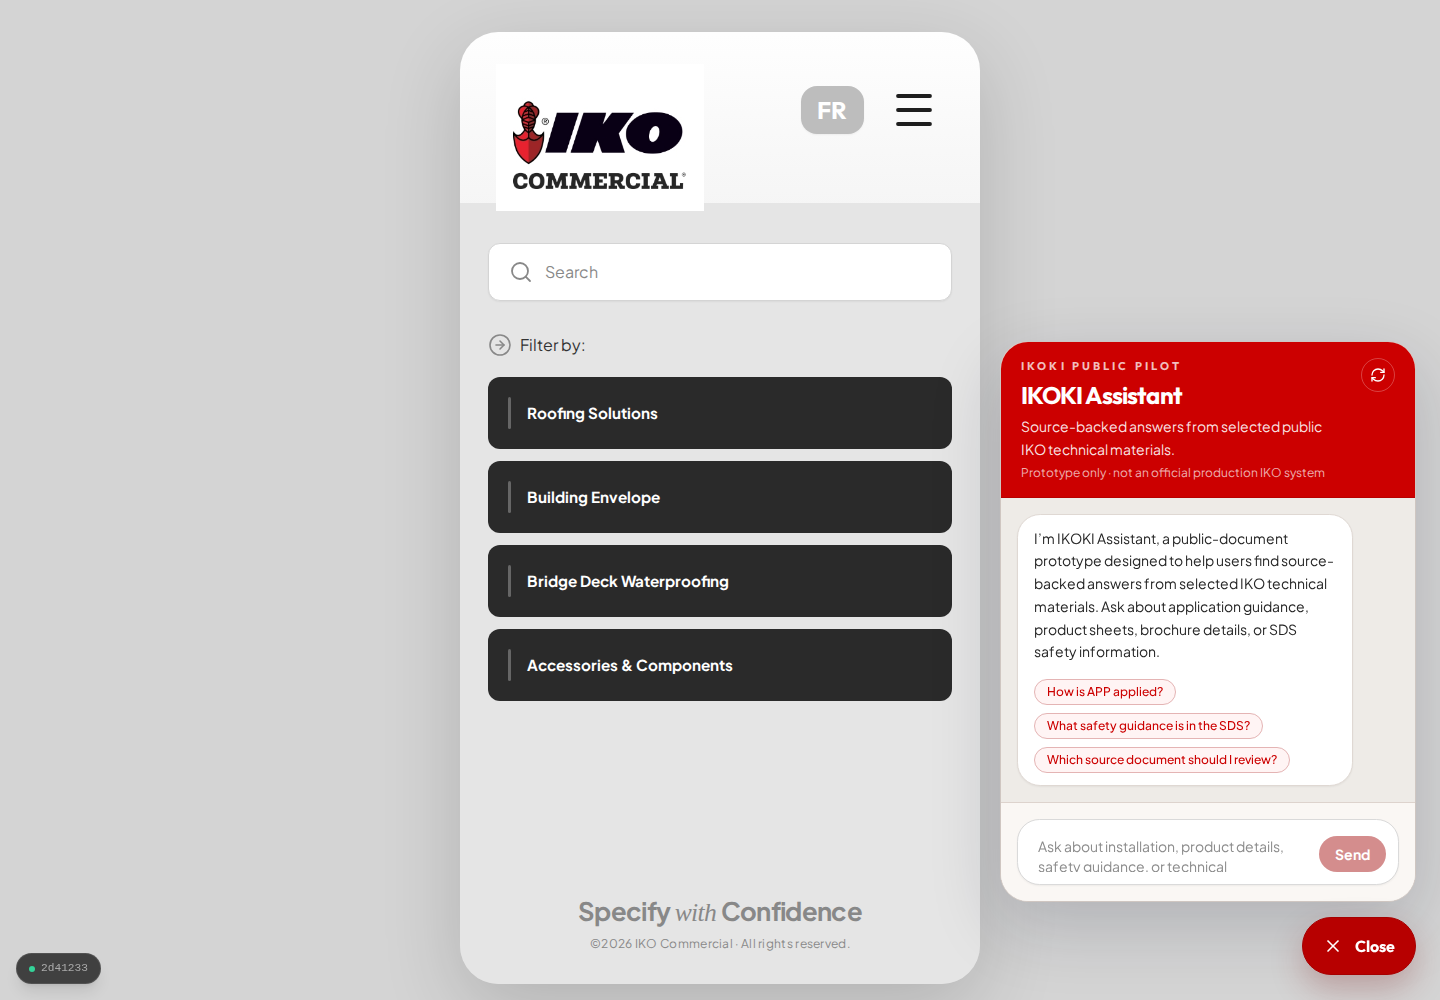 IKO
COMMERCIAL
FR
Search
Filter by:
Roofing Solutions
Building Envelope
Bridge Deck Waterproofing
Accessories & Components
Specify with Confidence
©2026 IKO Commercial · All rights reserved.
IKOKI PUBLIC PILOT
IKOKI Assistant
Source-backed answers from selected public
IKO technical materials.
Prototype only · not an official production IKO system
I’m IKOKI Assistant, a public-document
prototype designed to help users find source-
backed answers from selected IKO technical
materials. Ask about application guidance,
product sheets, brochure details, or SDS
safety information.
How is APP applied?
What safety guidance is in the SDS?
Which source document should I review?
Ask about installation, product details,
safety guidance, or technical
Send
Close
2d41233